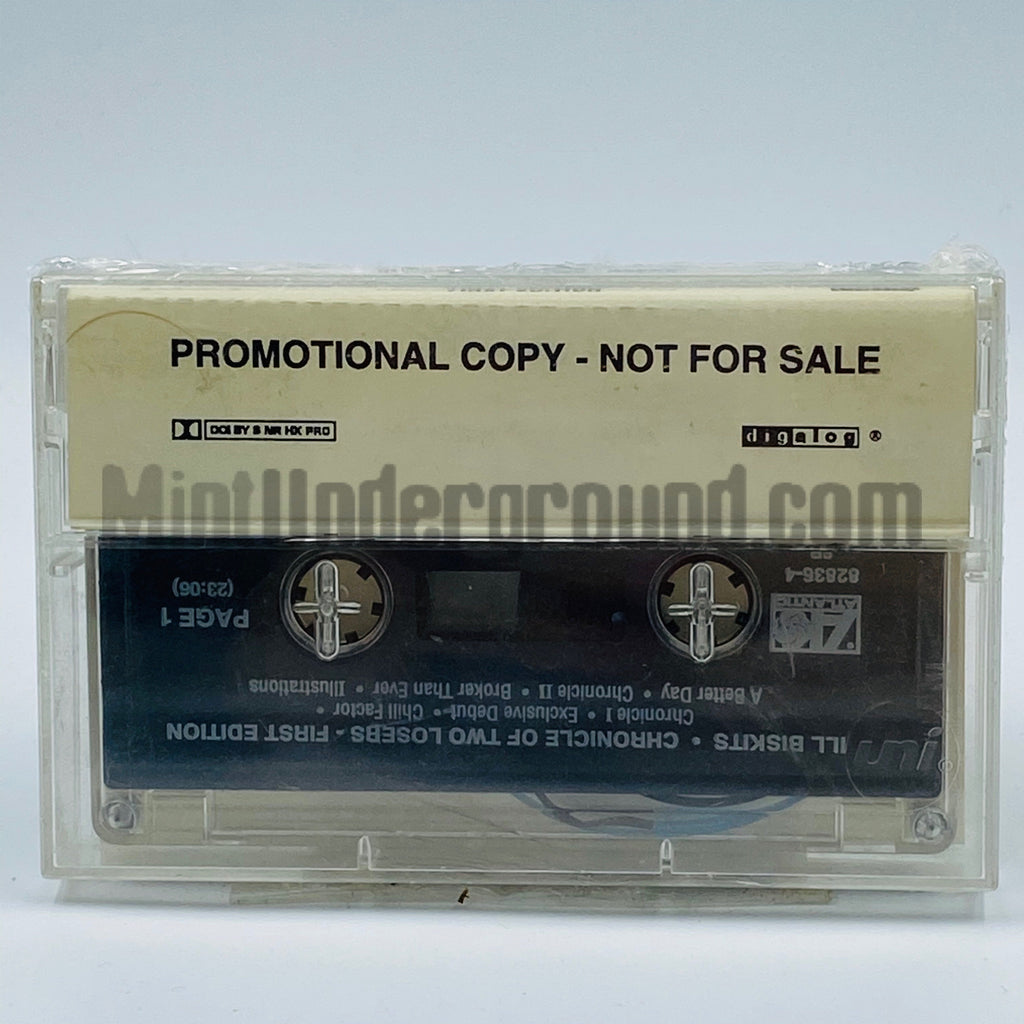 PROMOTIONAL COPY - NOT FOR SALE
DOLBY S NR HX PRO
digalog ®
MintUnderground.com
ILL BISKITS • CHRONICLE OF TWO LOSERS - FIRST EDITION
Chronicle I • Exclusive Debut • Chill Factor •
A Better Day • Chronicle II • Broker Than Ever • Illustrations
ATLANTIC
82836-4
SP
PAGE 1
(23:06)